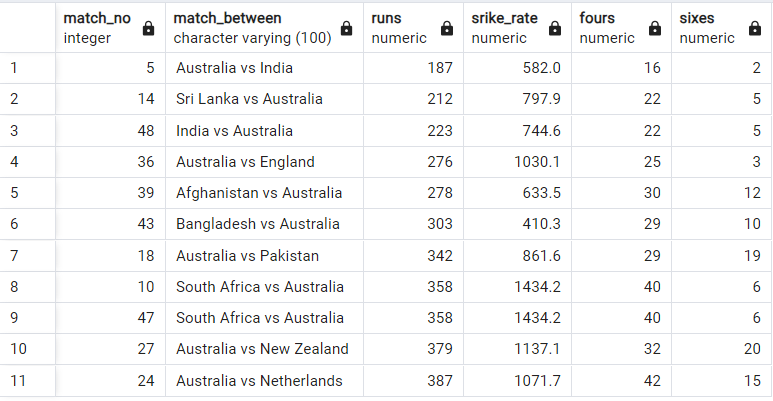 match_no match_between runs srike_rate fours sixes
integer character varying (100) numeric numeric numeric numeric
1 5 Australia vs India 187 582.0 16 2
2 14 Sri Lanka vs Australia 212 797.9 22 5
3 48 India vs Australia 223 744.6 22 5
4 36 Australia vs England 276 1030.1 25 3
5 39 Afghanistan vs Australia 278 633.5 30 12
6 43 Bangladesh vs Australia 303 410.3 29 10
7 18 Australia vs Pakistan 342 861.6 29 19
8 10 South Africa vs Australia 358 1434.2 40 6
9 47 South Africa vs Australia 358 1434.2 40 6
10 27 Australia vs New Zealand 379 1137.1 32 20
11 24 Australia vs Netherlands 387 1071.7 42 15